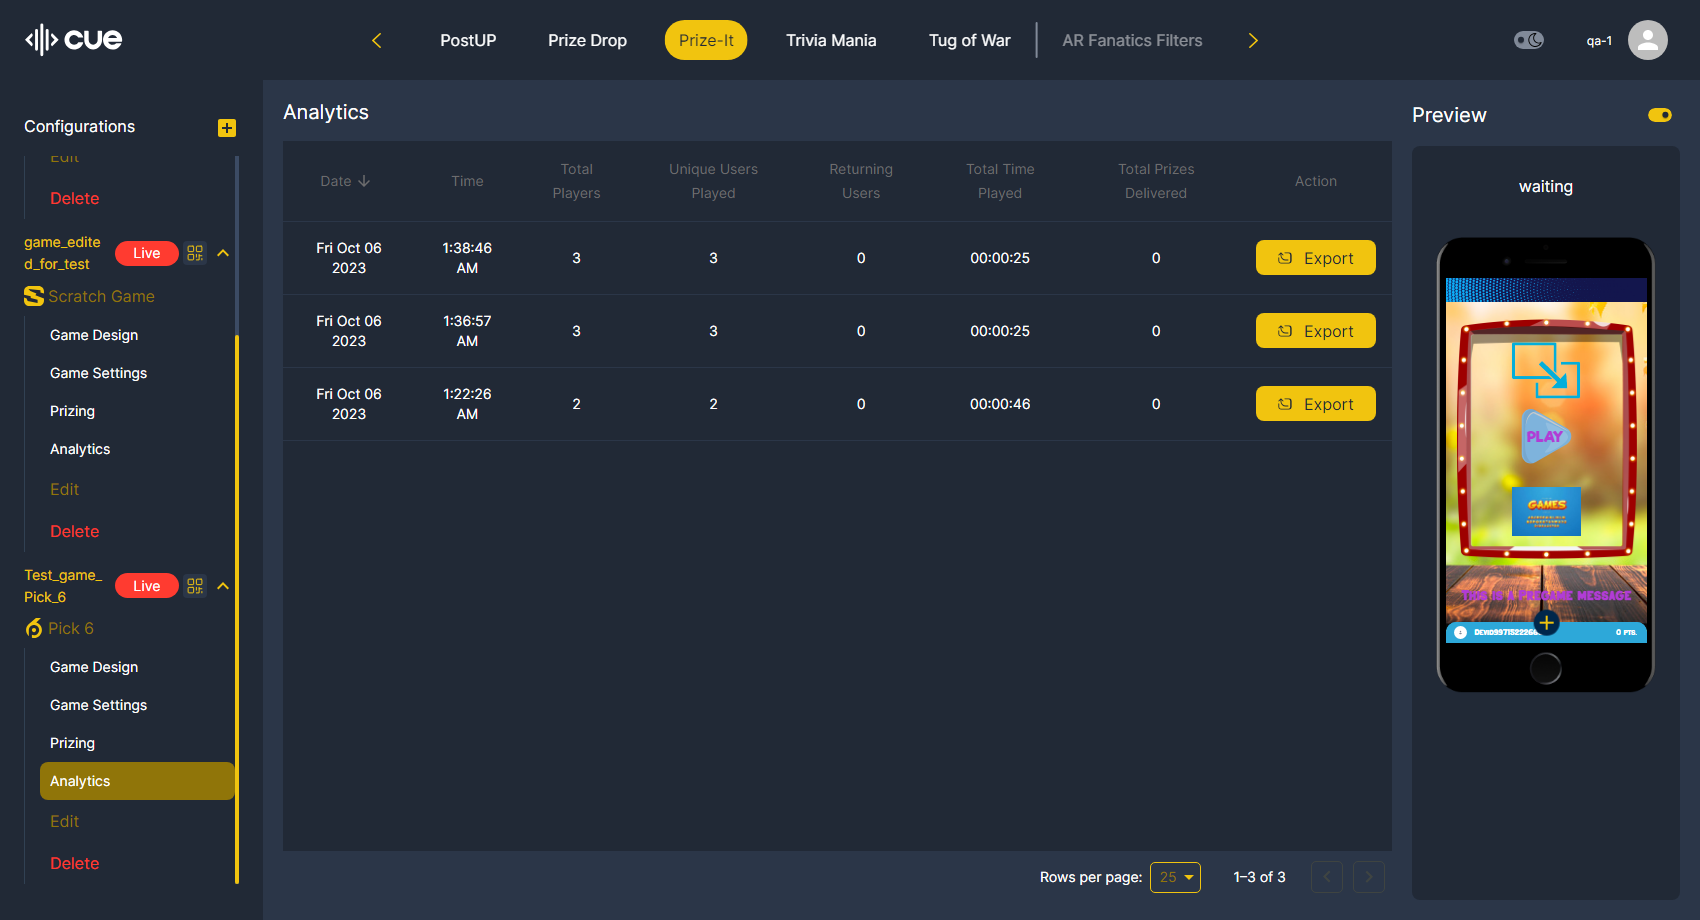 cue
PostUP
Prize Drop
Prize-It
Trivia Mania
Tug of War
AR Fanatics Filters
qa-1
Configurations
Edit
Delete
game_edite
d_for_test
Live
Scratch Game
Game Design
Game Settings
Prizing
Analytics
Edit
Delete
Test_game_
Pick_6
Live
Pick 6
Game Design
Game Settings
Prizing
Analytics
Edit
Delete
Analytics
Date
Time
Total
Players
Unique Users
Played
Returning
Users
Total Time
Played
Total Prizes
Delivered
Action
Fri Oct 06
2023
1:38:46
AM
3
3
0
00:00:25
0
Export
Fri Oct 06
2023
1:36:57
AM
3
3
0
00:00:25
0
Export
Fri Oct 06
2023
1:22:26
AM
2
2
0
00:00:46
0
Export
Rows per page:
25
1–3 of 3
Preview
waiting
PLAY
GAMES
This is a Pregame message
0 pts.